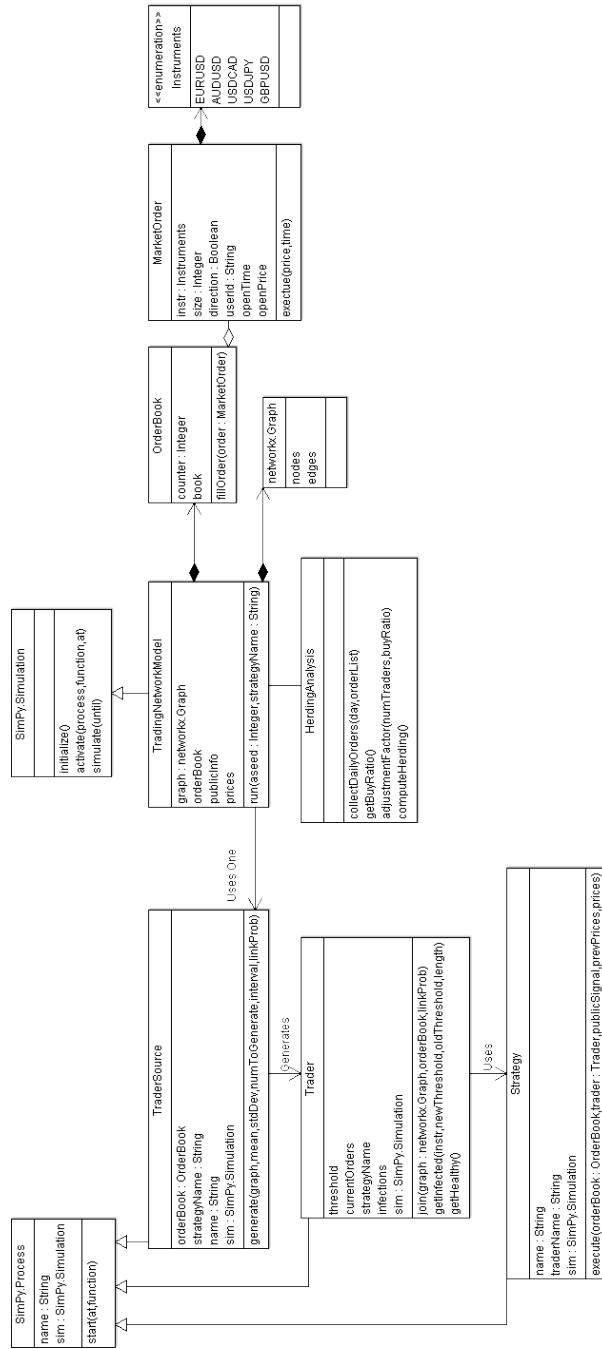 SimPy.Process
name : String
sim : SimPy.Simulation
start(at,function)
SimPy.Simulation
initialize()
activate(process,function,at)
simulate(until)
TraderSource
orderBook : OrderBook
strategyName : String
name : String
sim : SimPy.Simulation
generate(graph,mean,stdDev,numToGenerate,interval,linkProb)
Uses One
TradingNetworkModel
graph : networkx.Graph
orderBook
publicInfo
prices
run(aseed : Integer,strategyName : String)
OrderBook
counter : Integer
book
fillOrder(order : MarketOrder)
MarketOrder
instr : Instruments
size : Integer
direction : Boolean
userId : String
openTime
openPrice
exectue(price,time)
<<enumeration>>
Instruments
EURUSD
AUDUSD
USDCAD
USDJPY
GBPUSD
Generates
Trader
threshold
currentOrders
strategyName
infections
sim : SimPy.Simulation
join(graph : networkx.Graph,orderBook,linkProb)
getInfected(instr,newThreshold,oldThreshold,length)
getHealthy()
HerdingAnalysis
collectDailyOrders(day,orderList)
getBuyRatio()
adjustmentFactor(numTraders,buyRatio)
computeHerding()
networkx.Graph
nodes
edges
Uses
Strategy
name : String
traderName : String
sim : SimPy.Simulation
execute(orderBook : OrderBook,trader : Trader,publicSignal,prevPrices,prices)